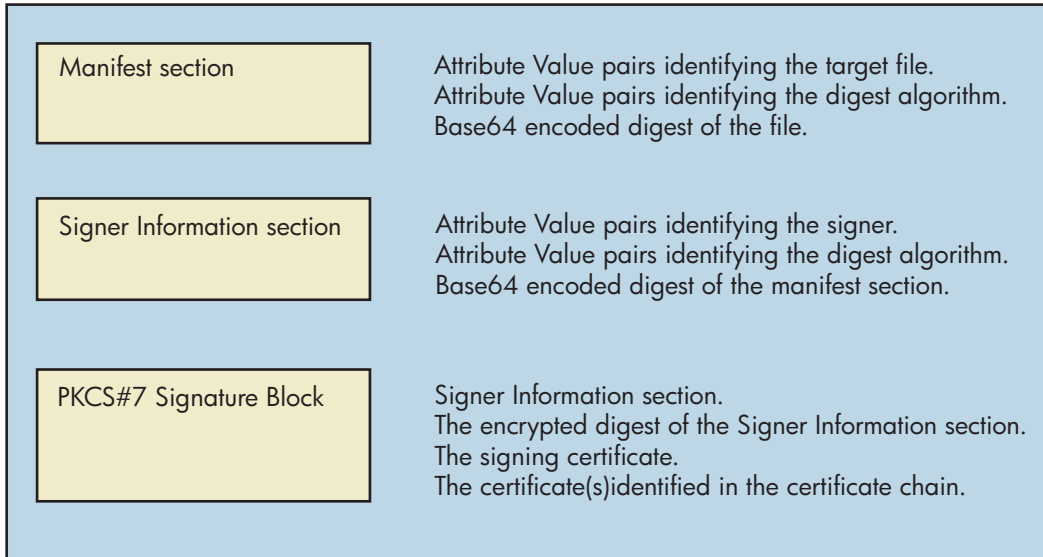 Manifest section
Attribute Value pairs identifying the target file.
Attribute Value pairs identifying the digest algorithm.
Base64 encoded digest of the file.
Signer Information section
Attribute Value pairs identifying the signer.
Attribute Value pairs identifying the digest algorithm.
Base64 encoded digest of the manifest section.
PKCS#7 Signature Block
Signer Information section.
The encrypted digest of the Signer Information section.
The signing certificate.
The certificate(s)identified in the certificate chain.